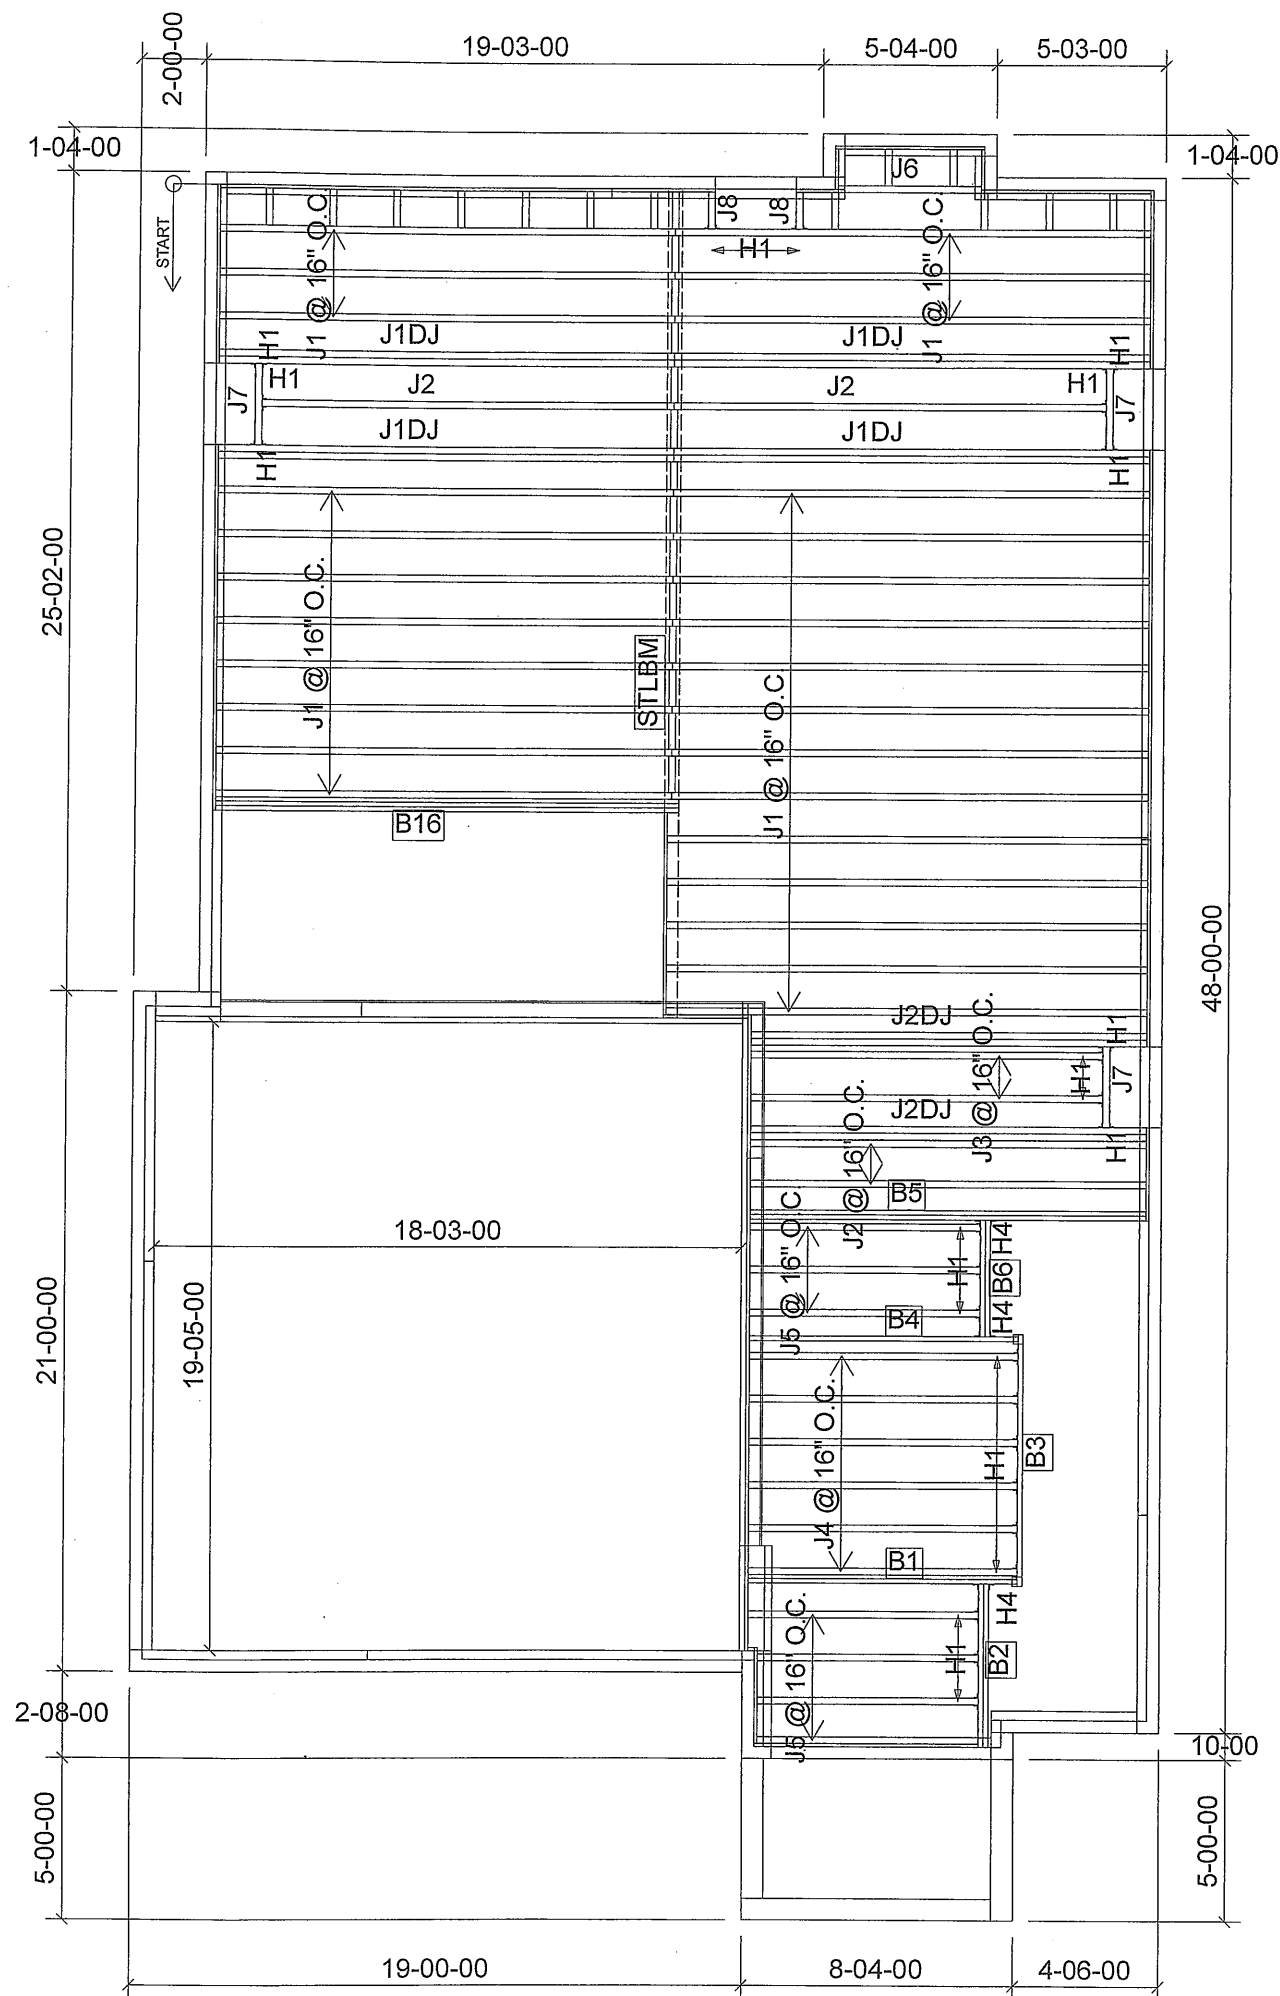 2-00-00
19-03-00
5-04-00
5-03-00
1-04-00
1-04-00
START
J6
J8
J8
H1
J1 @ 16" O.C.
J1 @ 16" O.C.
J1DJ
J1DJ
H1
H1
H1
J2
J2
H1
J7
J7
J1DJ
J1DJ
H1
H1
25-02-00
J1 @ 16" O.C.
STLBM
J1 @ 16" O.C.
B16
48-00-00
J2DJ
H1
J3 @ 16" O.C.
H1
J7
J2DJ
H1
J2 @ 16" O.C.
B5
18-03-00
J5 @ 16" O.C.
H1
H4
B6
H4
B4
21-00-00
19-05-00
J4 @ 16" O.C.
H1
B3
B1
J5 @ 16" O.C.
H1
H4
B2
2-08-00
10-00
5-00-00
5-00-00
19-00-00
8-04-00
4-06-00